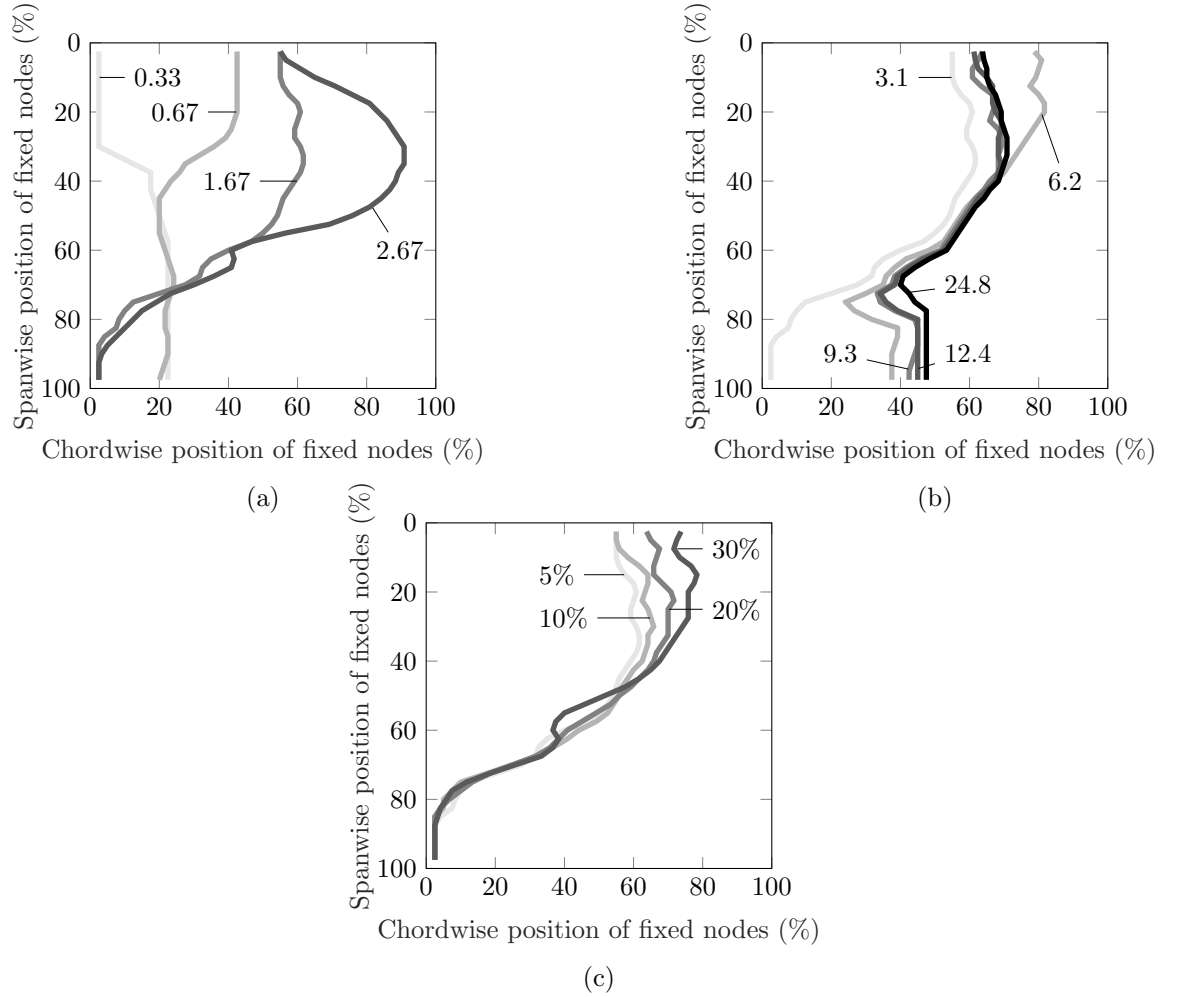 Spanwise position of fixed nodes (%)
0
20
40
60
80
100
0.33
0.67
1.67
2.67
0 20 40 60 80 100
Chordwise position of fixed nodes (%)
(a)
Spanwise position of fixed nodes (%)
0
20
40
60
80
100
3.1
6.2
24.8
9.3
12.4
0 20 40 60 80 100
Chordwise position of fixed nodes (%)
(b)
Spanwise position of fixed nodes (%)
0
20
40
60
80
100
30%
5%
10%
20%
0 20 40 60 80 100
Chordwise position of fixed nodes (%)
(c)